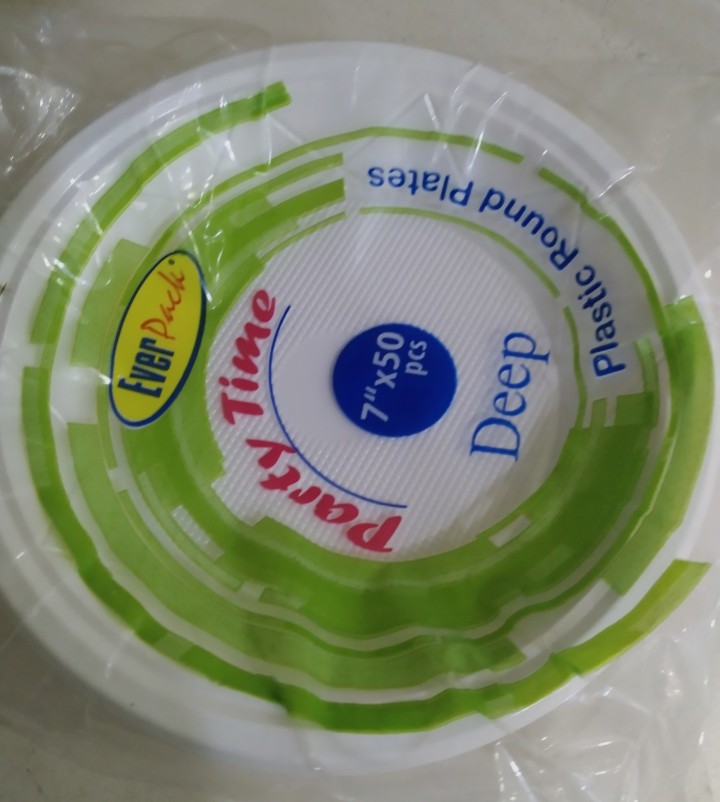 EverPack
Party Time
7"x50
pcs
Deep
Plastic Round Plates